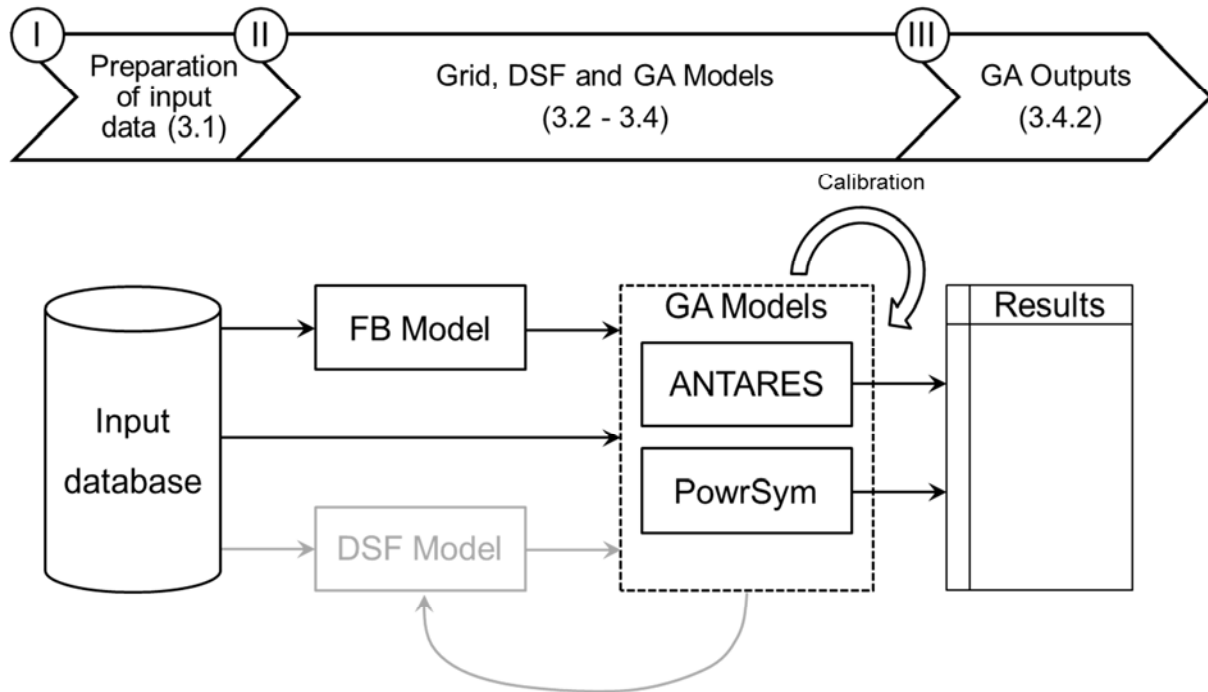 I
II
III
Preparation
of input
data (3.1)
Grid, DSF and GA Models
(3.2 - 3.4)
GA Outputs
(3.4.2)
Calibration
Input
database
FB Model
DSF Model
GA Models
ANTARES
PowrSym
Results